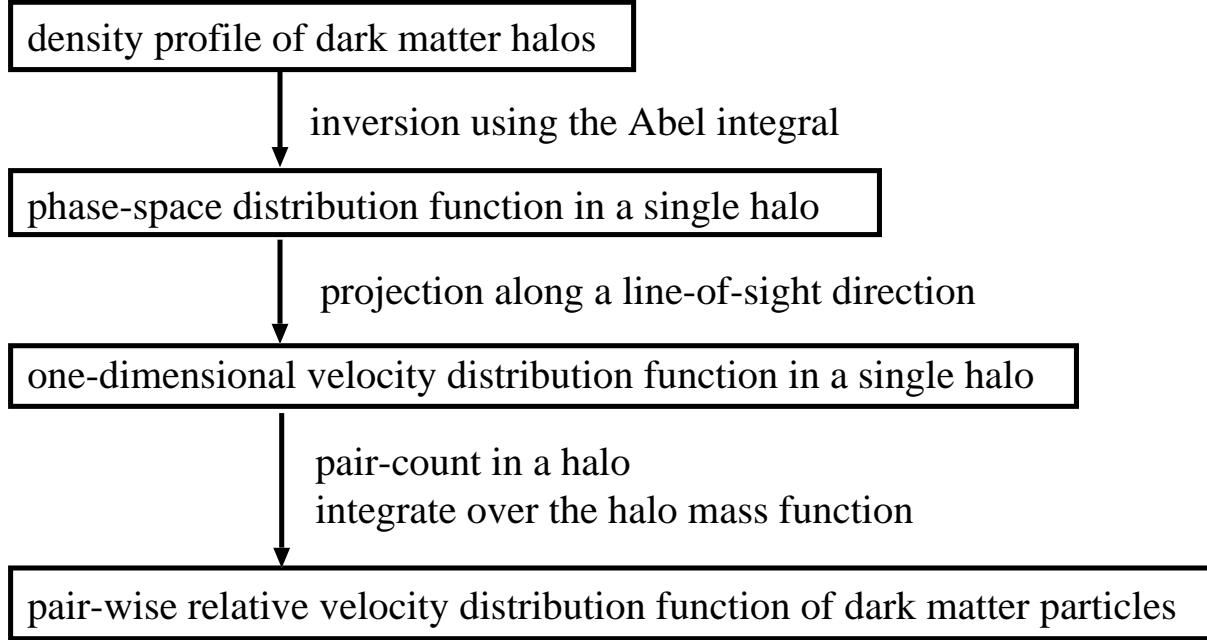 density profile of dark matter halos
inversion using the Abel integral
phase-space distribution function in a single halo
projection along a line-of-sight direction
one-dimensional velocity distribution function in a single halo
pair-count in a halo
integrate over the halo mass function
pair-wise relative velocity distribution function of dark matter particles